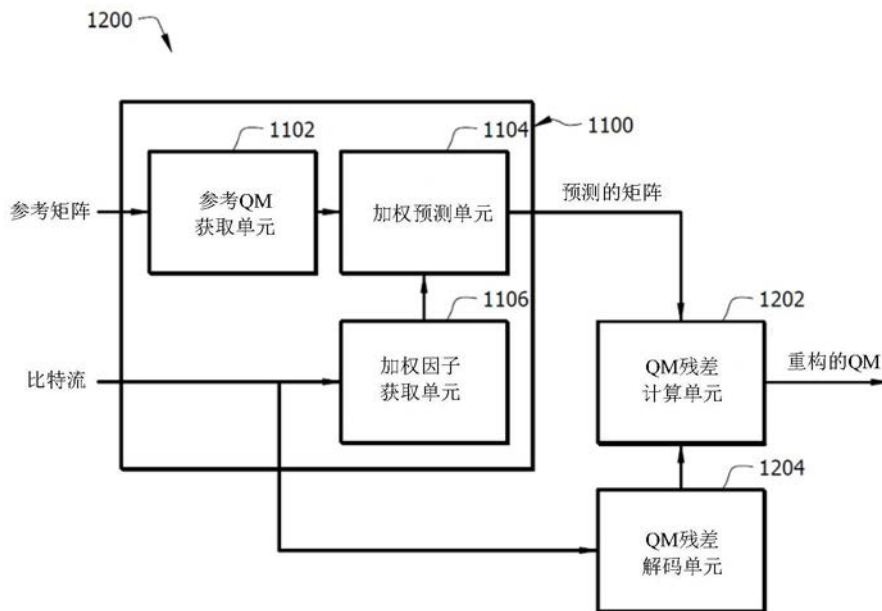 1200
1102
1104
1100
参考矩阵
参考QM
获取单元
加权预测单元
预测的矩阵
1106
1202
比特流
加权因子
获取单元
QM残差
计算单元
重构的QM
1204
QM残差
解码单元